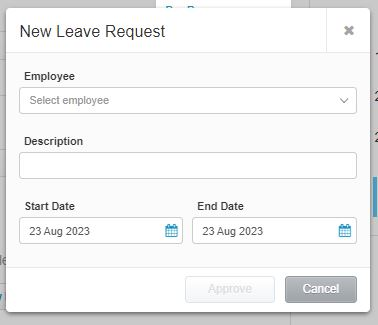 New Leave Request
Employee
Select employee
Description
Start Date End Date
23 Aug 2023 23 Aug 2023
Approve Cancel